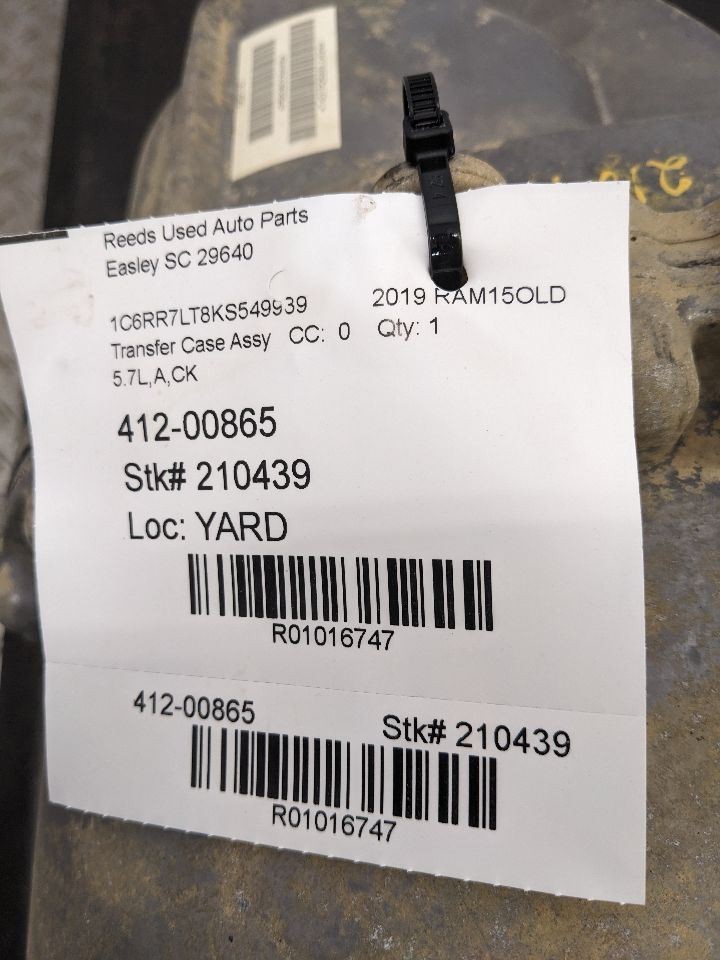 Reeds Used Auto Parts
Easley SC 29640
1C6RR7LT8KS549939 2019 RAM15OLD
Transfer Case Assy CC: 0 Qty: 1
5.7L,A,CK
412-00865
Stk# 210439
Loc: YARD
R01016747
412-00865 Stk# 210439
R01016747